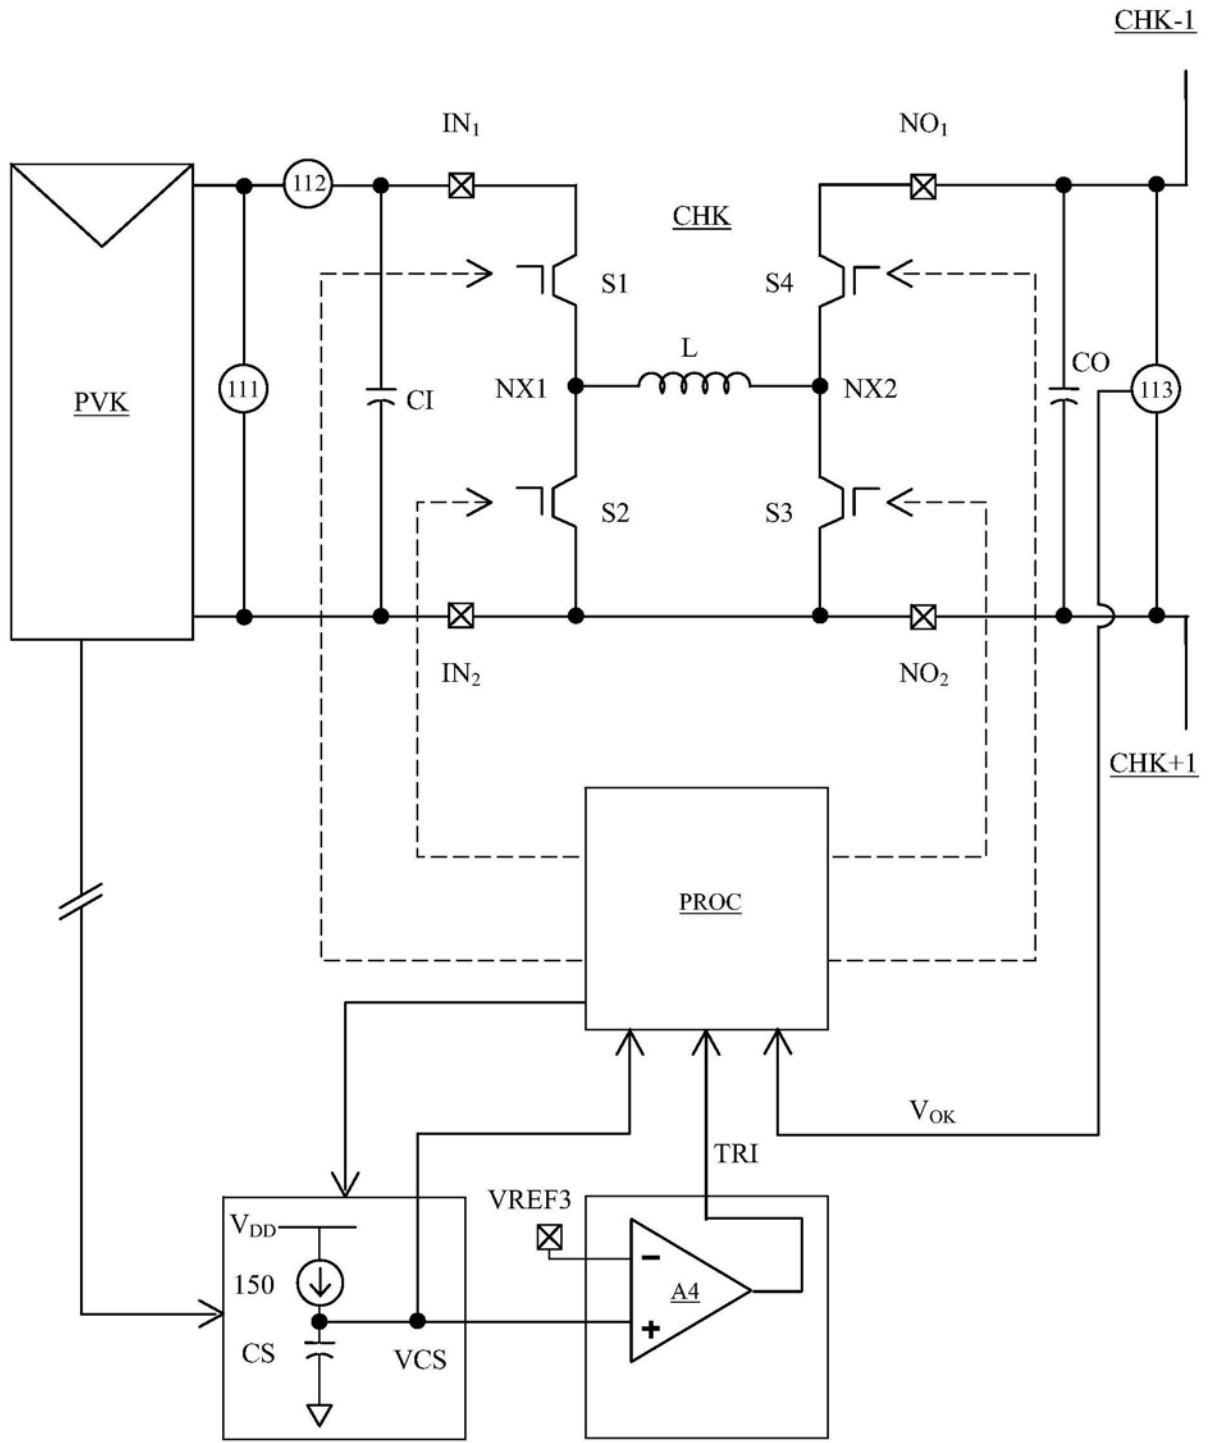 CHK-1
IN1
NO1
112
CHK
S1
S4
L
111
CI
NX1
NX2
CO
113
PVK
S2
S3
IN2
NO2
CHK+1
PROC
VOK
TRI
VREF3
VDD
150
A4
CS
VCS
−
+